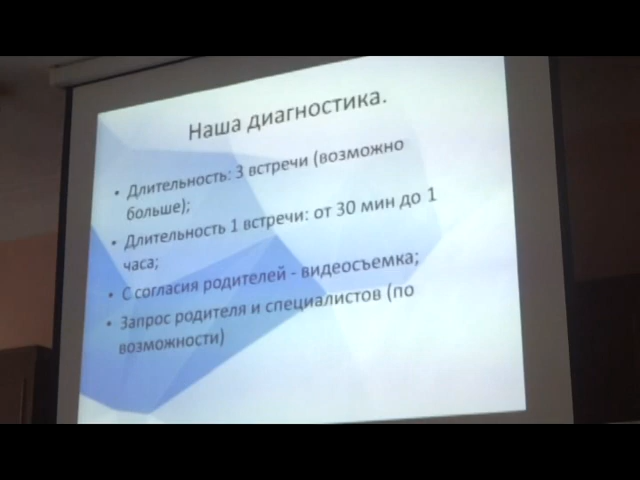 Наша диагностика.
• Длительность: 3 встречи (возможно
больше);
• Длительность 1 встречи: от 30 мин до 1
часа;
• С согласия родителей - видеосъемка;
• Запрос родителя и специалистов (по
возможности)